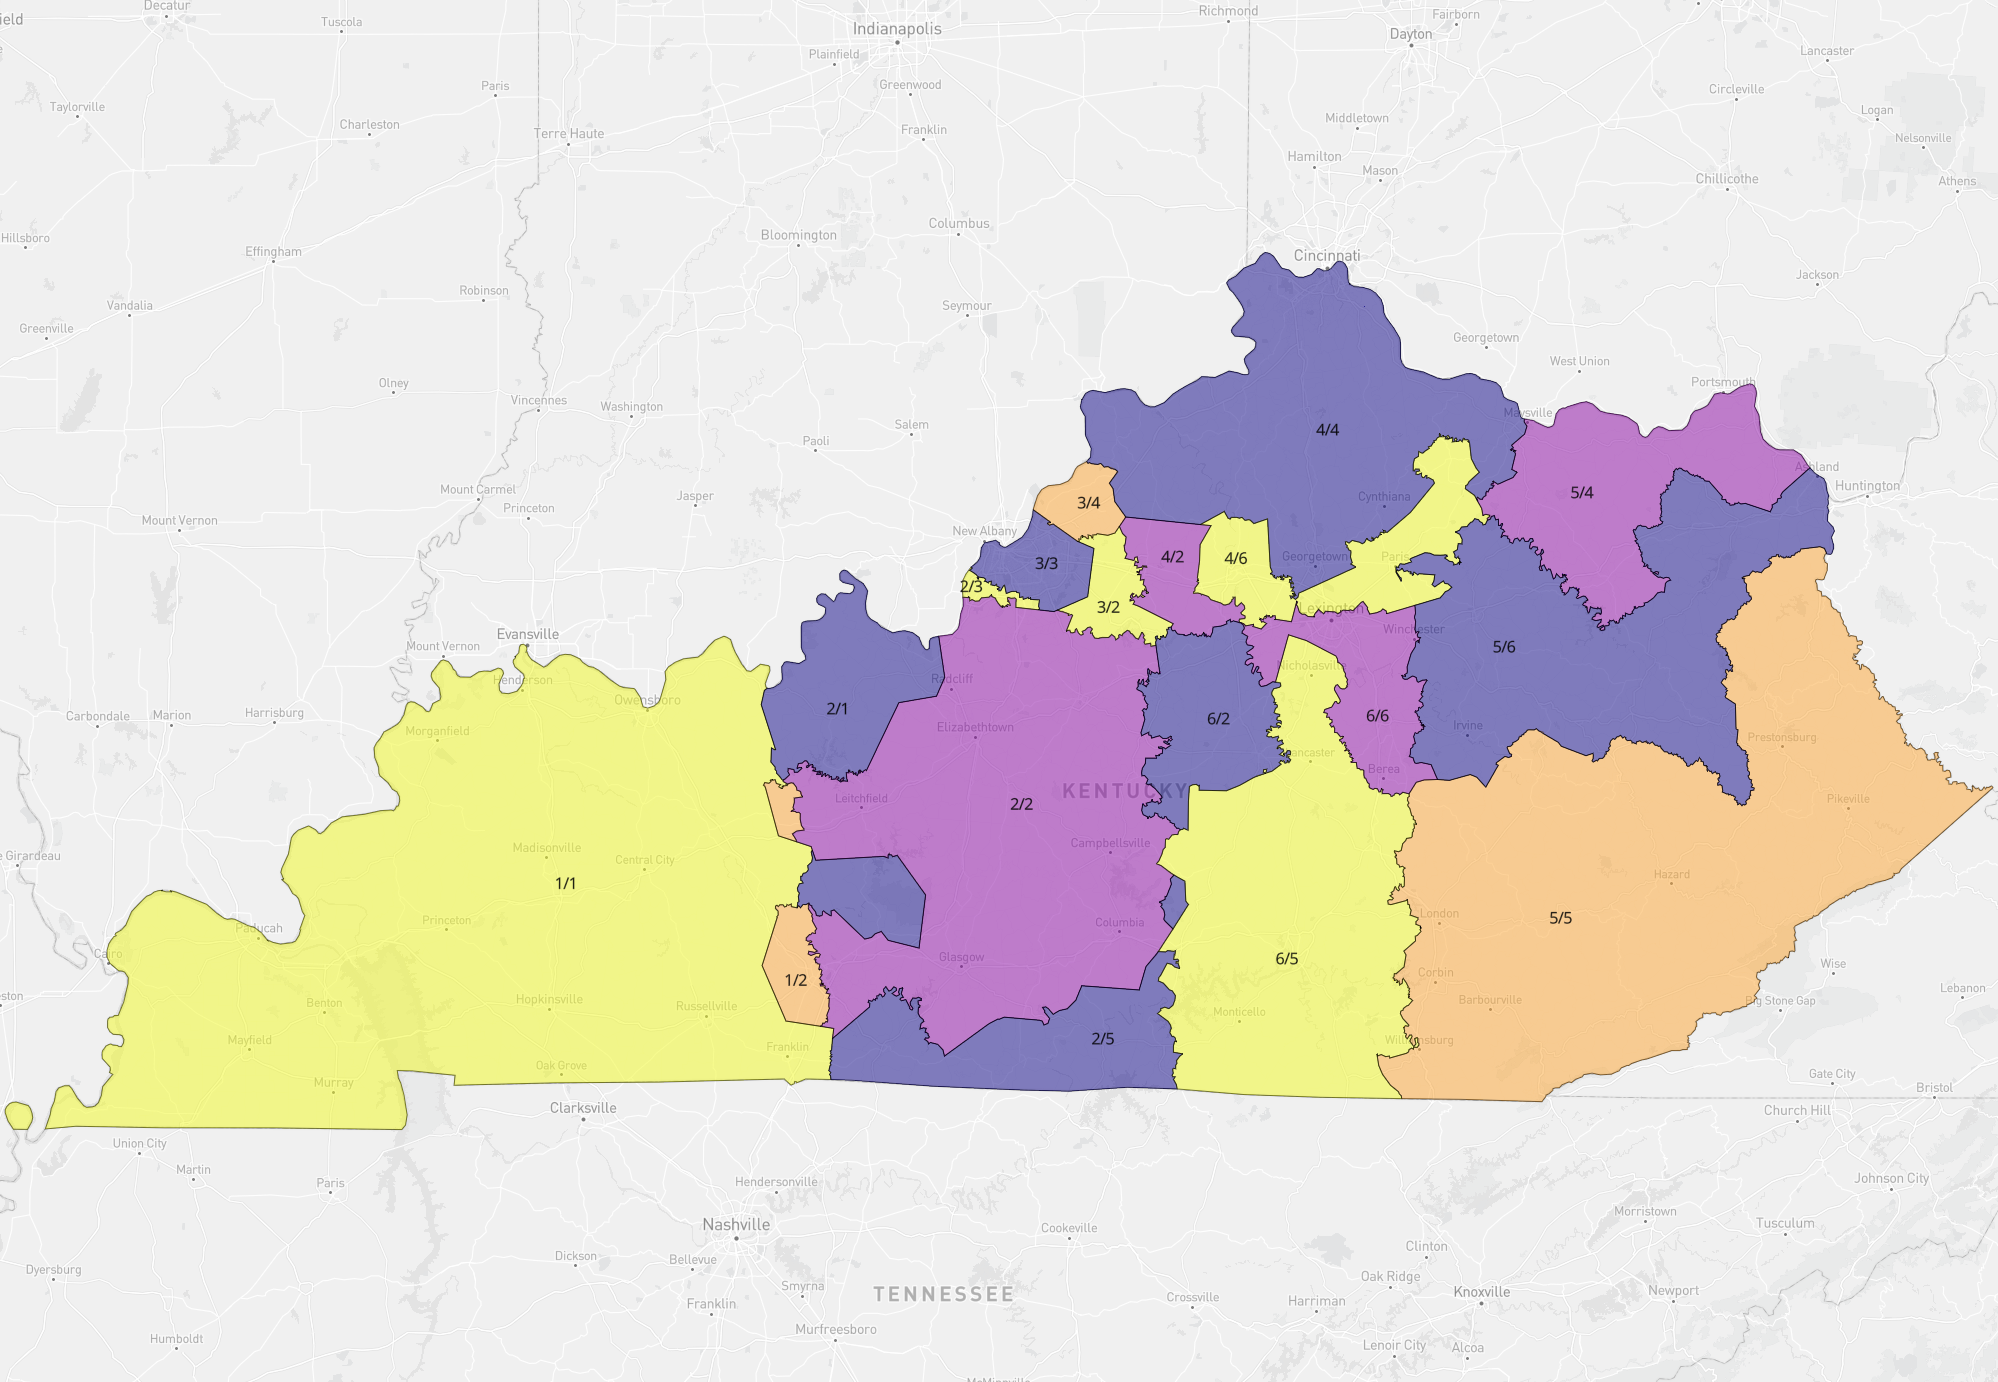 Decatur
Richmond
Fairborn
Tuscola
Indianapolis
Dayton
Lancaster
Plainfield
Paris
Greenwood
Circleville
Taylorville
Logan
Charleston
Terre Haute
Franklin
Middletown
Nelsonville
Hamilton
Mason
Chillicothe
Athens
Hillsboro
Effingham
Bloomington
Columbus
Cincinnati
Jackson
Robinson
Vandalia
Seymour
Greenville
Georgetown
West Union
Olney
Portsmouth
Vincennes
Washington
Maysville
Salem
4/4
Paoli
Ashland
Mount Carmel
Jasper
Cynthiana
5/4
Huntington
3/4
Princeton
Mount Vernon
New Albany
3/3
4/2
4/6
Georgetown
Paris
2/3
3/2
Lexington
Evansville
Winchester
Mount Vernon
5/6
Nicholasville
Henderson
Radcliff
Owensboro
Carbondale
Marion
Harrisburg
2/1
6/2
6/6
Morganfield
Elizabethtown
Irvine
Prestonsburg
Lancaster
Berea
KENTUCKY
Leitchfield
2/2
Pikeville
Madisonville
Central City
Campbellsville
Girardeau
1/1
Hazard
Princeton
Columbia
London
5/5
Paducah
Cairo
Glasgow
6/5
Wise
1/2
Corbin
Lebanon
Benton
Hopkinsville
Russellville
Barbourville
Big Stone Gap
Monticello
Mayfield
2/5
Williamsburg
Franklin
Oak Grove
Murray
Gate City
Bristol
Clarksville
Church Hill
Union City
Martin
Paris
Hendersonville
Johnson City
Nashville
Cookeville
Morristown
Tusculum
Dickson
Bellevue
Clinton
Dyersburg
Smyrna
Oak Ridge
TENNESSEE
Crossville
Harriman
Knoxville
Newport
Franklin
Humboldt
Murfreesboro
Lenoir City
Alcoa